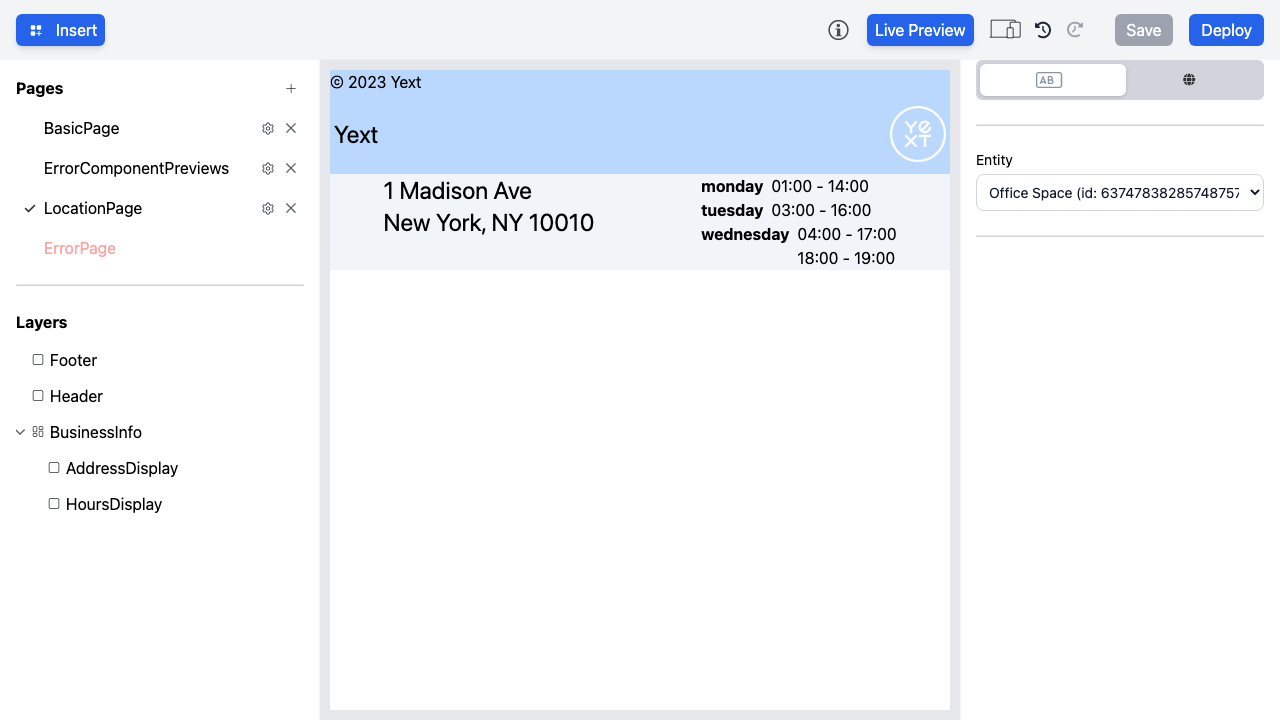 Insert
Live Preview
Save
Deploy
Pages
BasicPage
ErrorComponentPreviews
LocationPage
ErrorPage
Layers
Footer
Header
BusinessInfo
AddressDisplay
HoursDisplay
© 2023 Yext
Yext
YEXT
1 Madison Ave
New York, NY 10010
monday 01:00 - 14:00
tuesday 03:00 - 16:00
wednesday 04:00 - 17:00
18:00 - 19:00
AB
Entity
Office Space (id: 63747838285748757